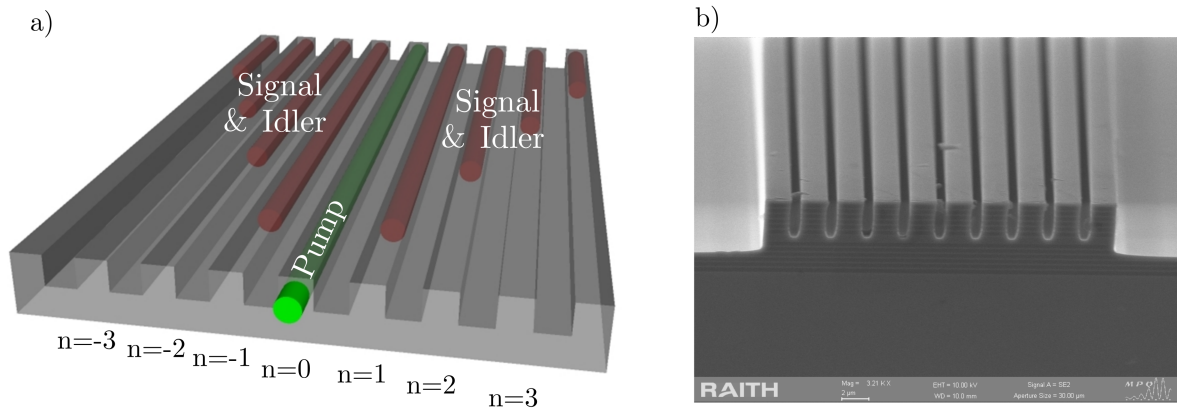 a)
Signal
& Idler
Signal
& Idler
Pump
n=-3
n=-2
n=-1
n=0
n=1
n=2
n=3
b)
RAITH
Mag = 3.21 K X
2 µm
EHT = 10.00 kV
WD = 10.0 mm
Signal A = SE2
Aperture Size = 30.00 µm
MPQ